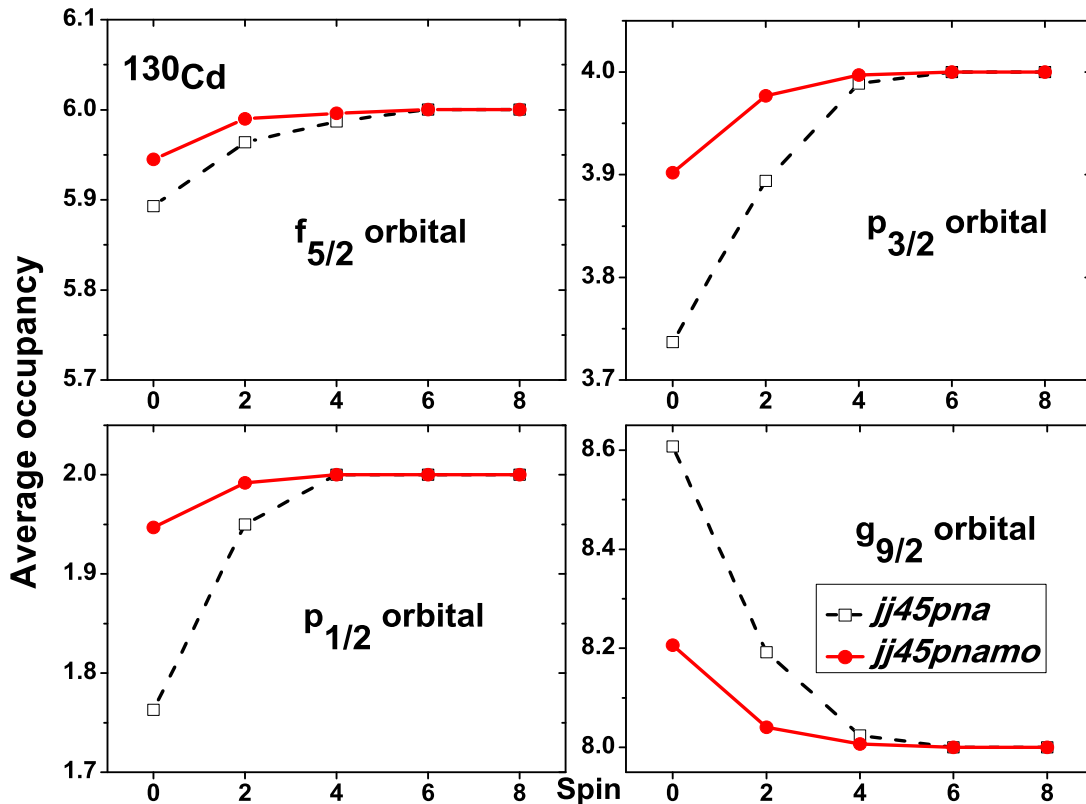 Average occupancy
6.1
6.0
5.9
5.8
5.7
130Cd
f5/2 orbital
0 2 4 6 8
4.0
3.9
3.8
3.7
p3/2 orbital
0 2 4 6 8
2.0
1.9
1.8
1.7
p1/2 orbital
0 2 4 6 8
8.6
8.4
8.2
8.0
g9/2 orbital
jj45pna
jj45pnamo
0 2 4 6 8
Spin